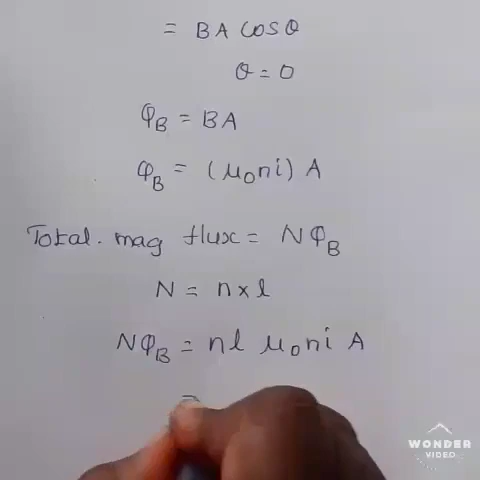 = BA cosθ
θ = 0
φB = BA
φB = (μ₀ni) A
Total. mag flux = NφB
N = n×l
NφB = nl μ₀ni A
=
WONDER
VIDEO